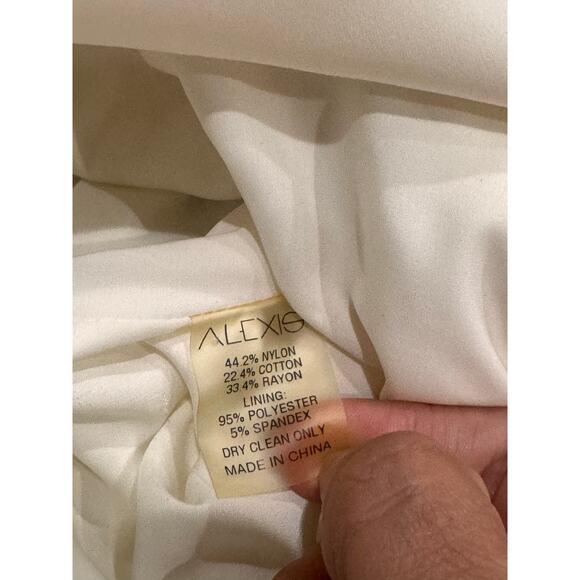 ALEXIS
44.2% NYLON
22.4% COTTON
33.4% RAYON
LINING:
95% POLYESTER
5% SPANDEX
DRY CLEAN ONLY
MADE IN CHINA